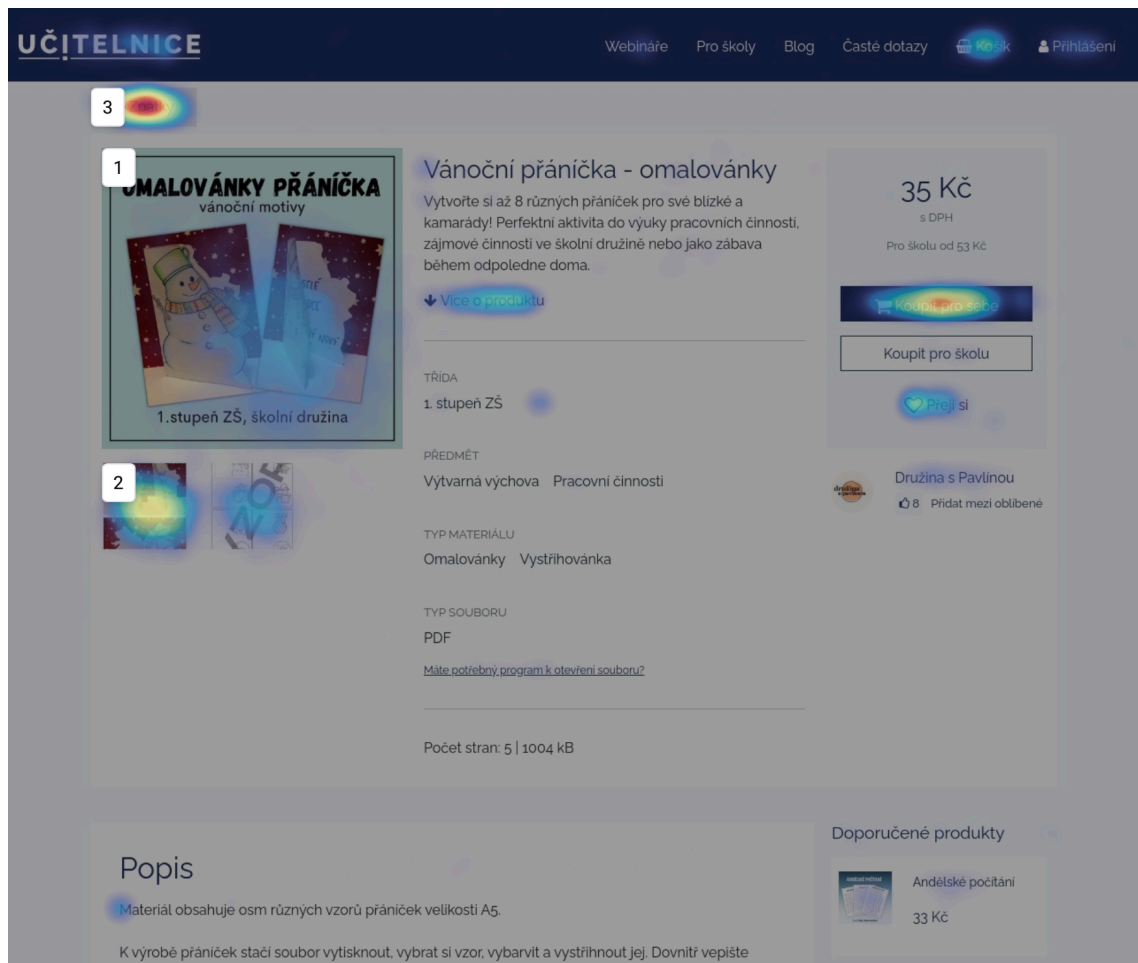 UČITELNICE
Webináře Pro školy Blog Časté dotazy Košík Přihlášení
3
1
OMALOVÁNKY PŘÁNÍČKA
vánoční motivy
1.stupeň ZŠ, školní družina
2
VZOR
Vánoční přáníčka - omalovánky
Vytvořte si až 8 různých přáníček pro své blízké a
kamarády! Perfektní aktivita do výuky pracovních činností,
zájmové činnosti ve školní družině nebo jako zábava
během odpoledne doma.
Více o produktu
TŘÍDA
1. stupeň ZŠ
PŘEDMĚT
Výtvarná výchova Pracovní činnosti
TYP MATERIÁLU
Omalovánky Vystřihovánka
TYP SOUBORU
PDF
Máte potřebný program k otevření souboru?
Počet stran: 5 | 1004 kB
35 Kč
s DPH
Pro školu od 53 Kč
Koupit pro sebe
Koupit pro školu
Přeji si
Družina s Pavlínou
8 Přidat mezi oblíbené
Popis
Materiál obsahuje osm různých vzorů přáníček velikosti A5.
K výrobě přáníček stačí soubor vytisknout, vybrat si vzor, vybarvit a vystřihnout jej. Dovnitř vepište
Doporučené produkty
Andělské počítání
33 Kč